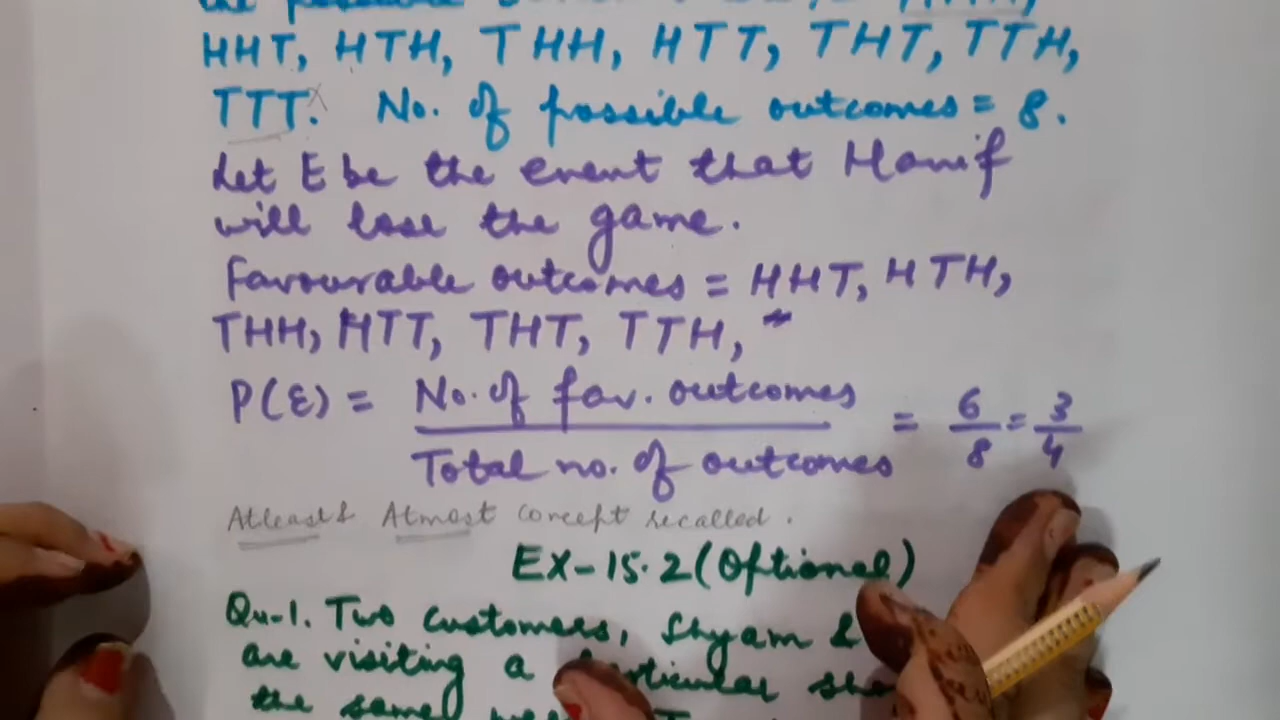 HHT, HTH, THH, HTT, THT, TTH,
TTT. No. of possible outcomes = 8.
Let E be the event that Hanif
will lose the game.
Favourable outcomes = HHT, HTH,
THH, HTT, THT, TTH,
P(E) = No. of fav. outcomes / Total no. of outcomes = 6/8 = 3/4
Atleast & Atmost concept recalled.
EX-15.2 (Optional)
Qu-1. Two customers, Shyam &
are visiting a
the same